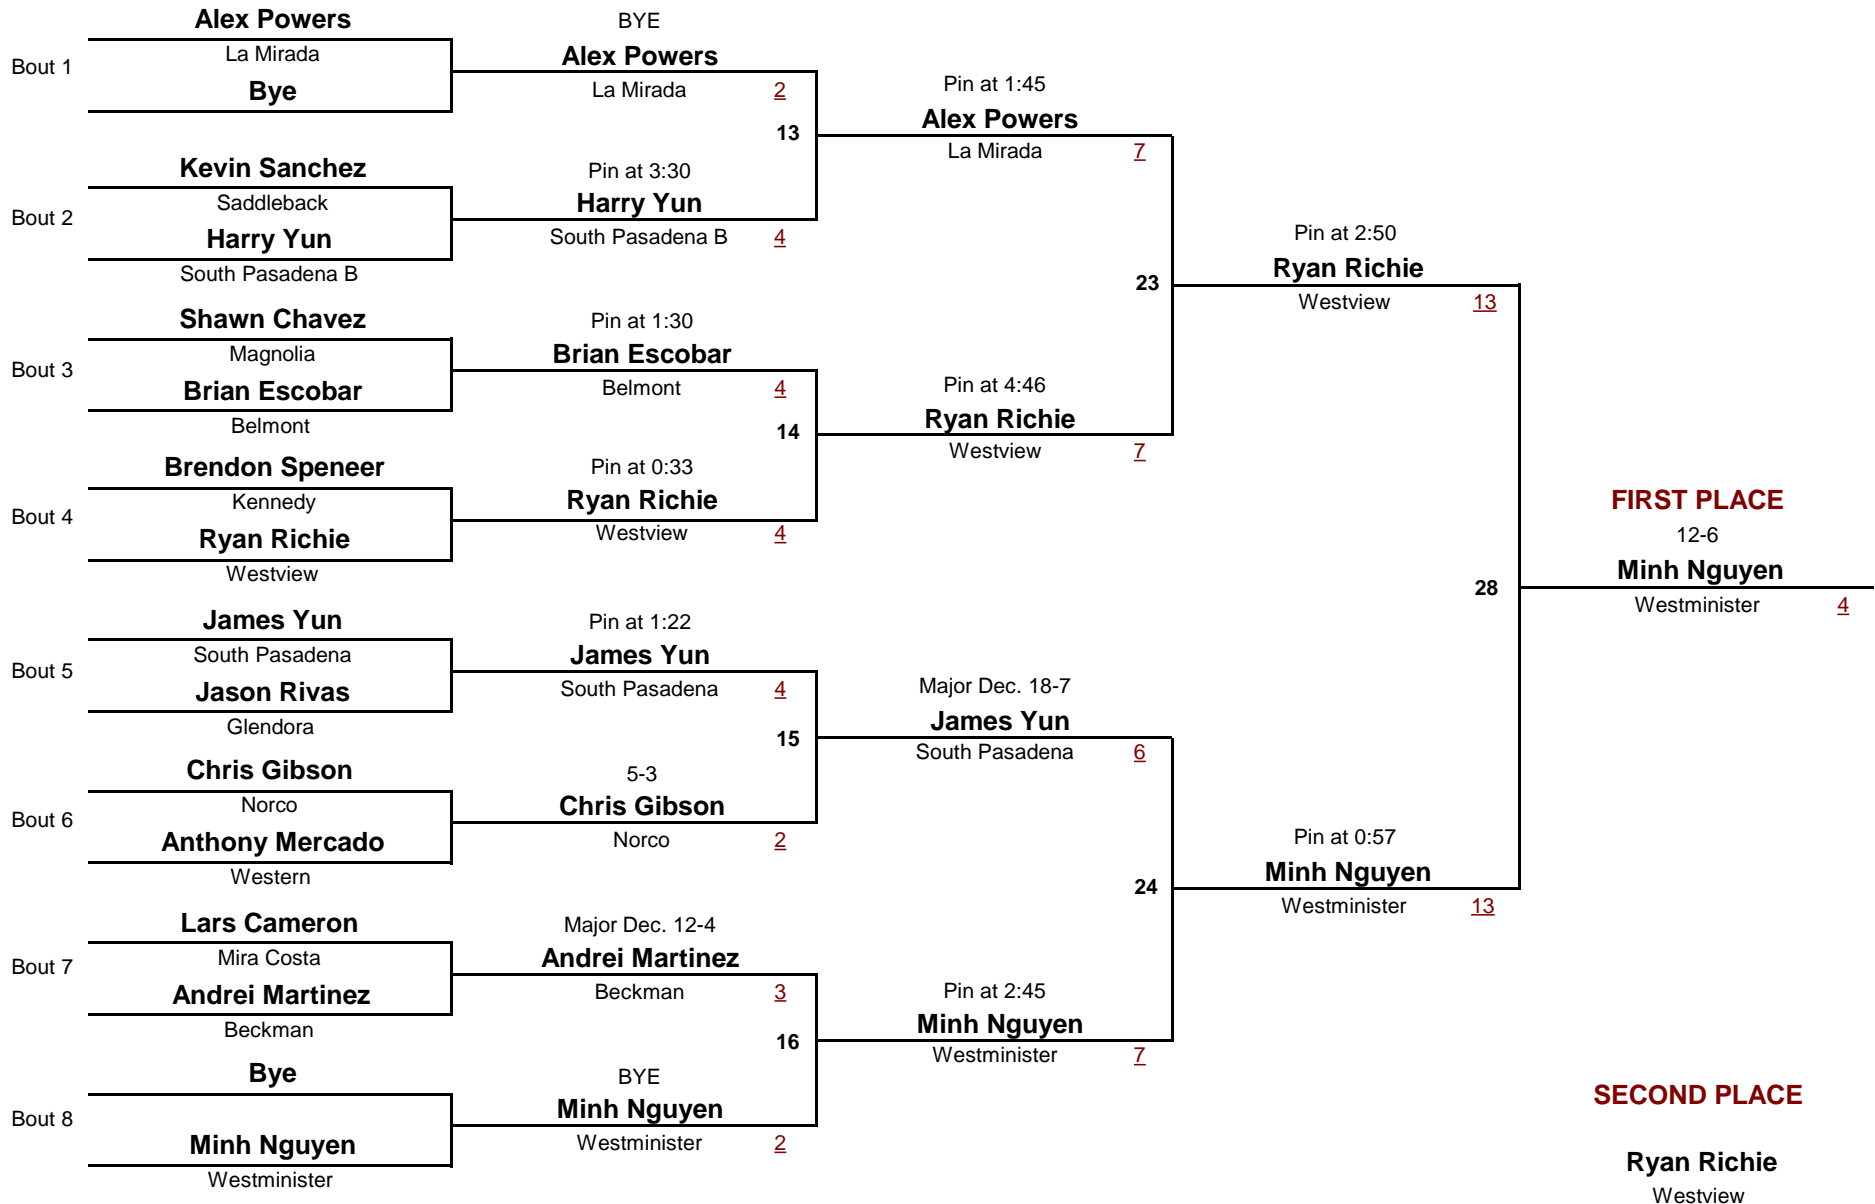 Bout 1
Alex Powers
La Mirada
Bye
Bout 2
Kevin Sanchez
Saddleback
Harry Yun
South Pasadena B
Bout 3
Shawn Chavez
Magnolia
Brian Escobar
Belmont
Bout 4
Brendon Speneer
Kennedy
Ryan Richie
Westview
Bout 5
James Yun
South Pasadena
Jason Rivas
Glendora
Bout 6
Chris Gibson
Norco
Anthony Mercado
Western
Bout 7
Lars Cameron
Mira Costa
Andrei Martinez
Beckman
Bout 8
Bye
Minh Nguyen
Westminister
BYE
Alex Powers
La Mirada 2
13
Pin at 3:30
Harry Yun
South Pasadena B 4
Pin at 1:30
Brian Escobar
Belmont 4
14
Pin at 0:33
Ryan Richie
Westview 4
Pin at 1:22
James Yun
South Pasadena 4
15
5-3
Chris Gibson
Norco 2
Major Dec. 12-4
Andrei Martinez
Beckman 3
16
BYE
Minh Nguyen
Westminister 2
Pin at 1:45
Alex Powers
La Mirada 7
23
Pin at 4:46
Ryan Richie
Westview 7
Major Dec. 18-7
James Yun
South Pasadena 6
24
Pin at 2:45
Minh Nguyen
Westminister 7
Pin at 2:50
Ryan Richie
Westview 13
28
Pin at 0:57
Minh Nguyen
Westminister 13
FIRST PLACE
12-6
Minh Nguyen
Westminister 4
SECOND PLACE
Ryan Richie
Westview